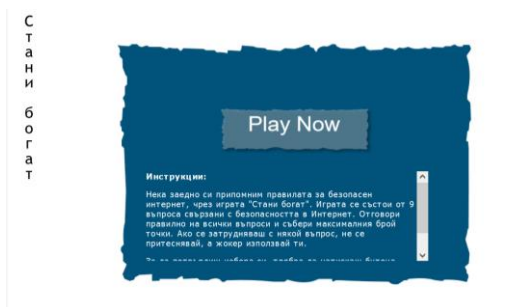 Стани богат
Play Now
Инструкции:
Нека заедно си припомним правилата за безопасен
интернет, чрез играта "Стани богат". Играта се състои от 9
въпроса свързани с безопасността в Интернет. Отговори
правилно на всички въпроси и събери максималния брой
точки. Ако се затрудняваш с някой въпрос, не се
притеснявай, а жокер използвай ти.